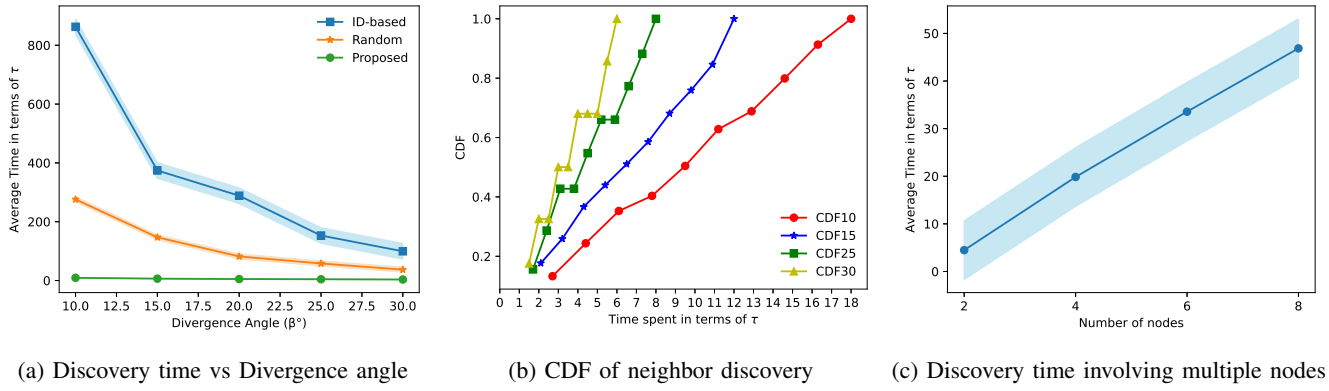 800
600
400
200
0
Average Time in terms of τ
10.0 12.5 15.0 17.5 20.0 22.5 25.0 27.5 30.0
Divergence Angle (β°)
ID-based
Random
Proposed
(a) Discovery time vs Divergence angle
1.0
0.8
0.6
0.4
0.2
CDF
0 1 2 3 4 5 6 7 8 9 10 11 12 13 14 15 16 17 18
Time spent in terms of τ
CDF10
CDF15
CDF25
CDF30
(b) CDF of neighbor discovery
50
40
30
20
10
0
Average Time in terms of τ
2 4 6 8
Number of nodes
(c) Discovery time involving multiple nodes